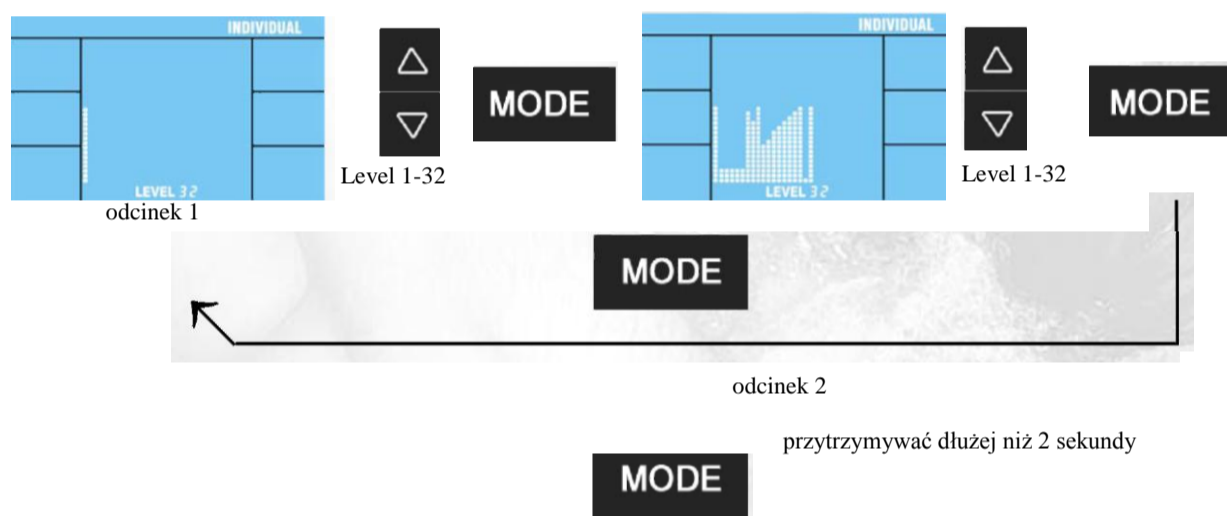 INDIVIDUAL
LEVEL 32
odcinek 1
Level 1-32
MODE
INDIVIDUAL
LEVEL 32
Level 1-32
MODE
MODE
odcinek 2
przytrzymywać dłużej niż 2 sekundy
MODE